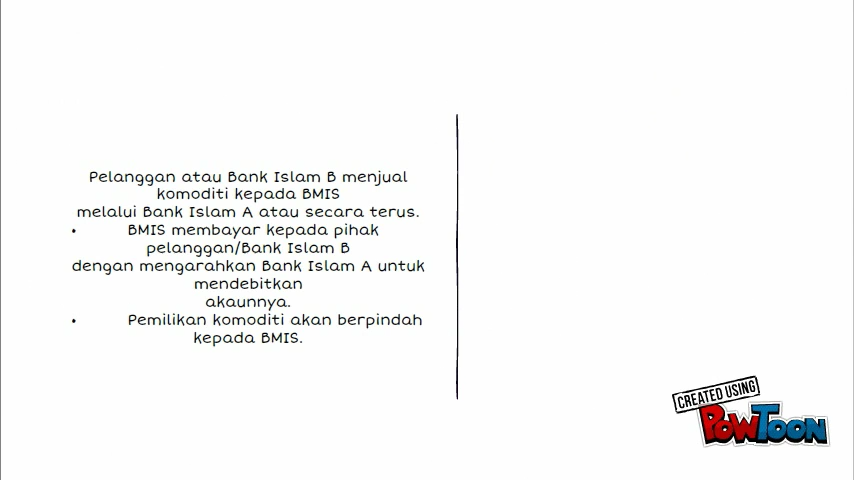 Pelanggan atau Bank Islam B menjual
komoditi kepada BMIS
melalui Bank Islam A atau secara terus.
• BMIS membayar kepada pihak
pelanggan/Bank Islam B
dengan mengarahkan Bank Islam A untuk
mendebitkan
akaunnya.
• Pemilikan komoditi akan berpindah
kepada BMIS.
CREATED USING
POWTOON